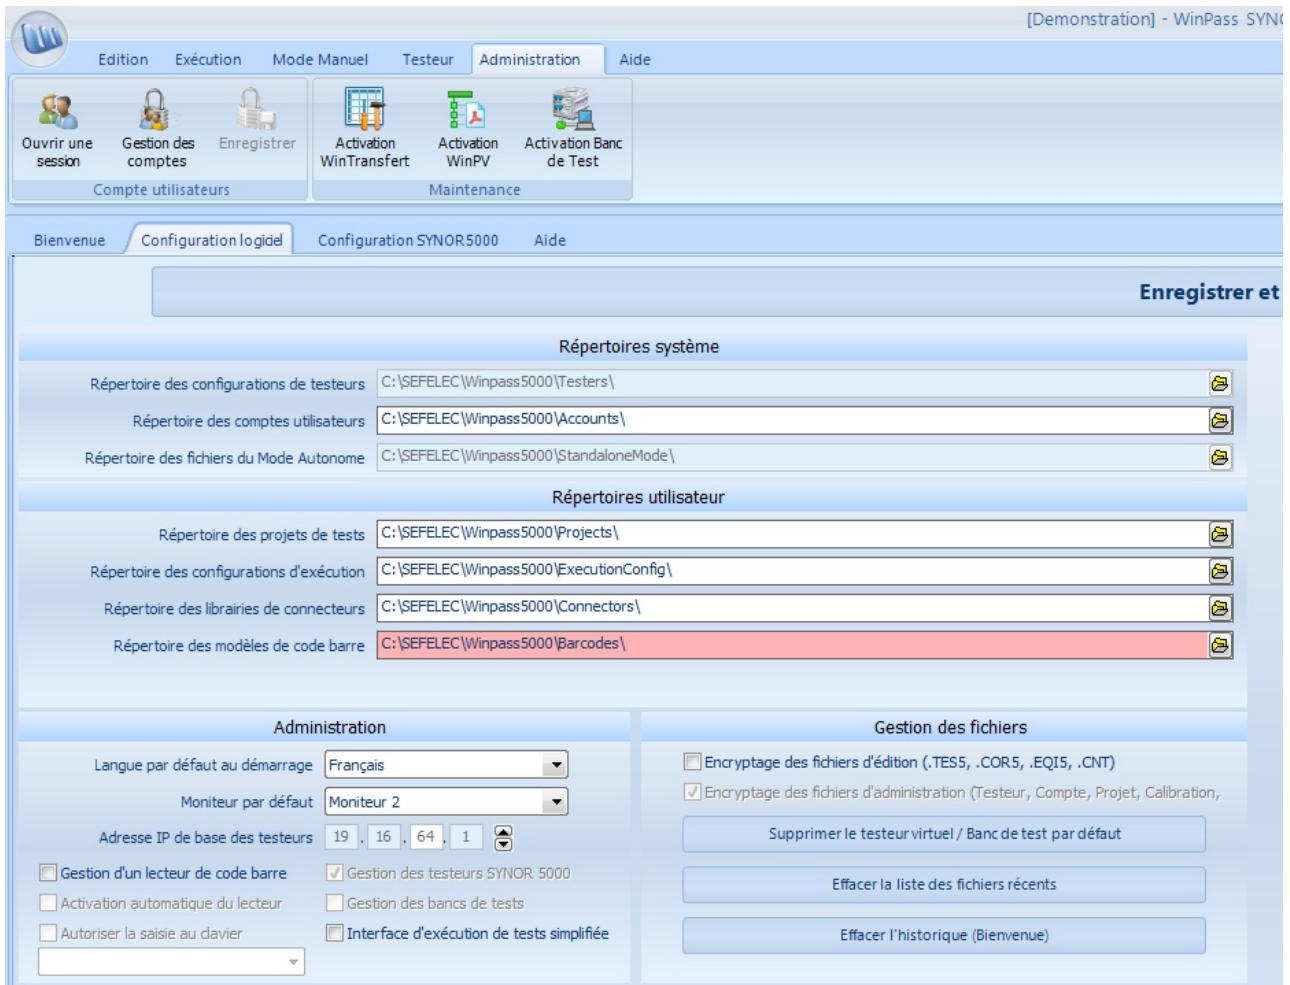 [Demonstration] - WinPass SYNO
Edition Exécution Mode Manuel Testeur Administration Aide
Ouvrir une session
Gestion des comptes
Enregistrer
Activation WinTransfert
Activation WinPV
Activation Banc de Test
Compte utilisateurs
Maintenance
Bienvenue Configuration logiciel Configuration SYNOR5000 Aide
Enregistrer et
Répertoires système
Répertoire des configurations de testeurs C:\SEFELEC\Winpass5000\Testers\
Répertoire des comptes utilisateurs C:\SEFELEC\Winpass5000\Accounts\
Répertoire des fichiers du Mode Autonome C:\SEFELEC\Winpass5000\StandaloneMode\
Répertoires utilisateur
Répertoire des projets de tests C:\SEFELEC\Winpass5000\Projects\
Répertoire des configurations d'exécution C:\SEFELEC\Winpass5000\ExecutionConfig\
Répertoire des librairies de connecteurs C:\SEFELEC\Winpass5000\Connectors\
Répertoire des modèles de code barre C:\SEFELEC\Winpass5000\Barcodes\
Administration
Langue par défaut au démarrage Français
Moniteur par défaut Moniteur 2
Adresse IP de base des testeurs 19 . 16 . 64 . 1
Gestion d'un lecteur de code barre Gestion des testeurs SYNOR 5000
Activation automatique du lecteur Gestion des bancs de tests
Autoriser la saisie au clavier Interface d'exécution de tests simplifiée
Gestion des fichiers
Encryptage des fichiers d'édition (.TES5, .COR5, .EQI5, .CNT)
Encryptage des fichiers d'administration (Testeur, Compte, Projet, Calibration,
Supprimer le testeur virtuel / Banc de test par défaut
Effacer la liste des fichiers récents
Effacer l'historique (Bienvenue)